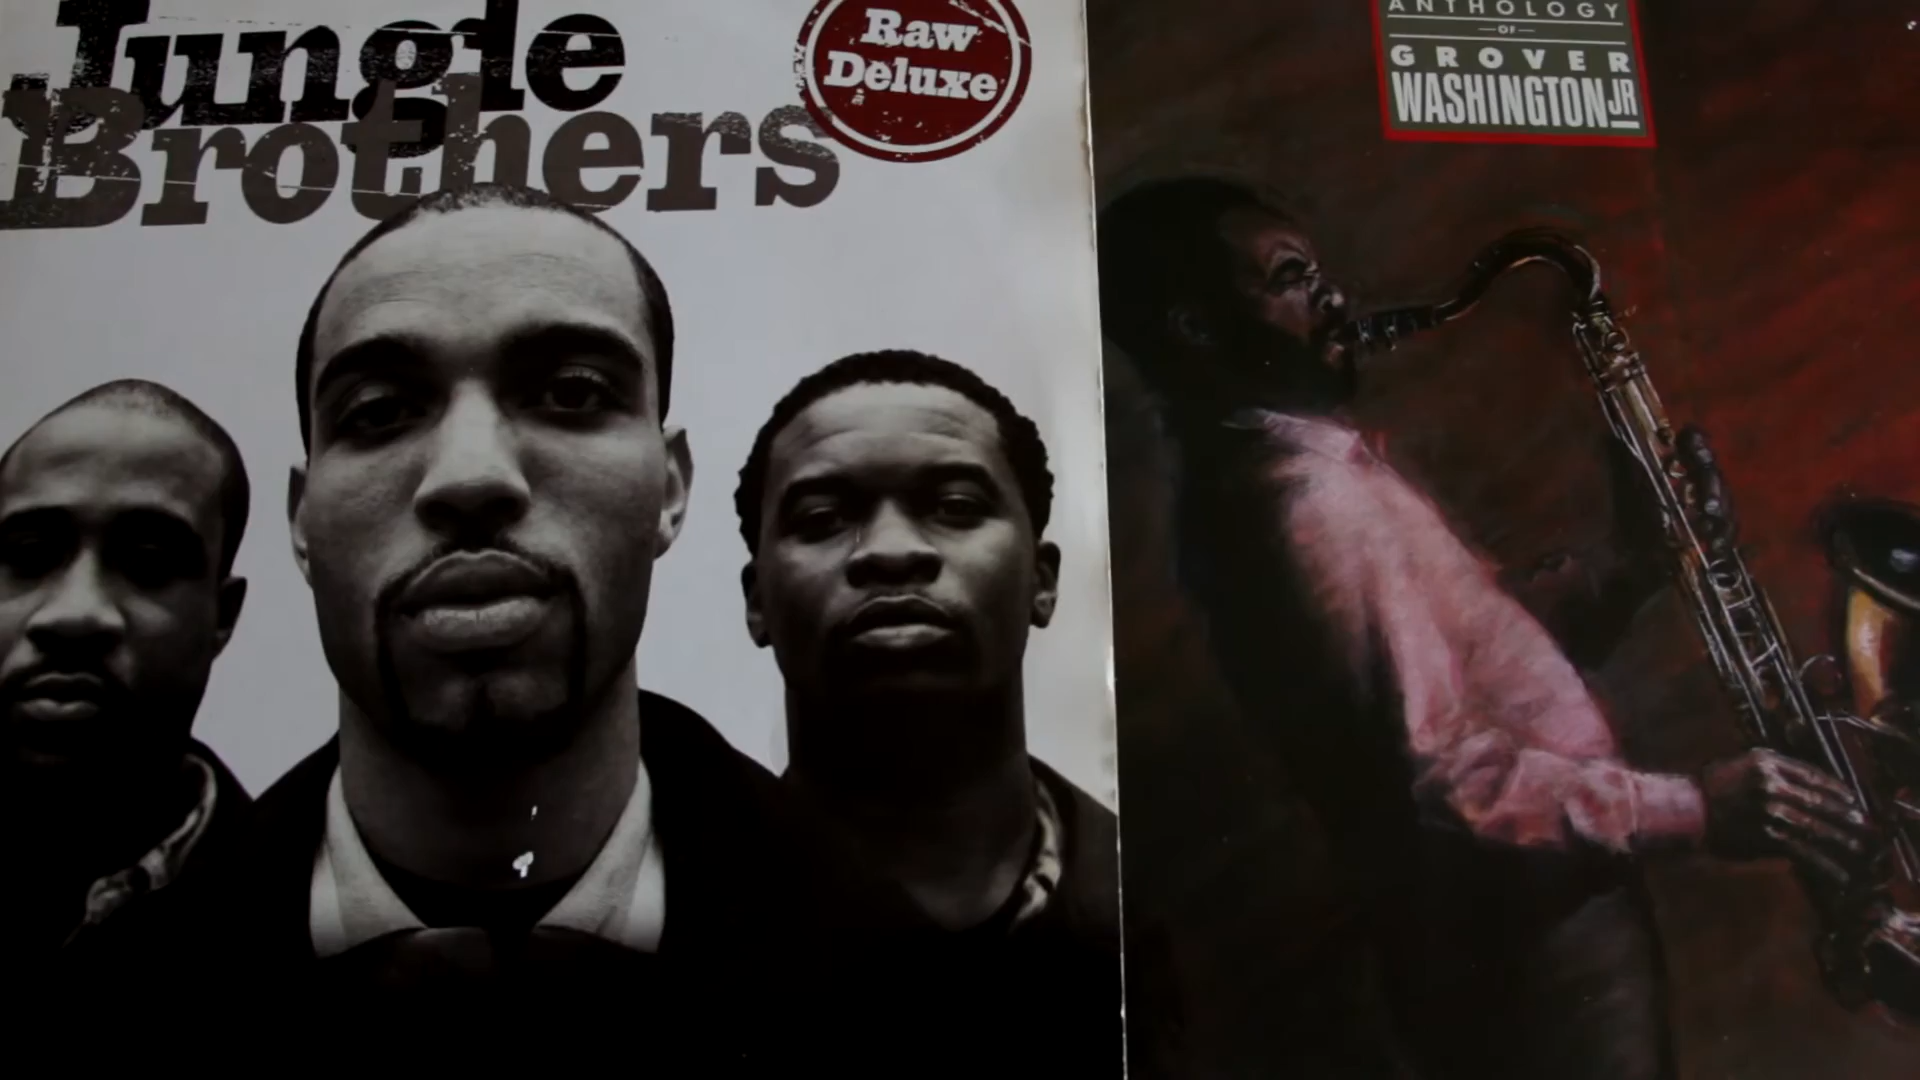 Jungle
Brothers
Raw
Deluxe
ANTHOLOGY
OF
GROVER
WASHINGTON JR